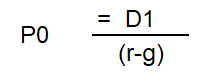 P0 = D1
(r-g)